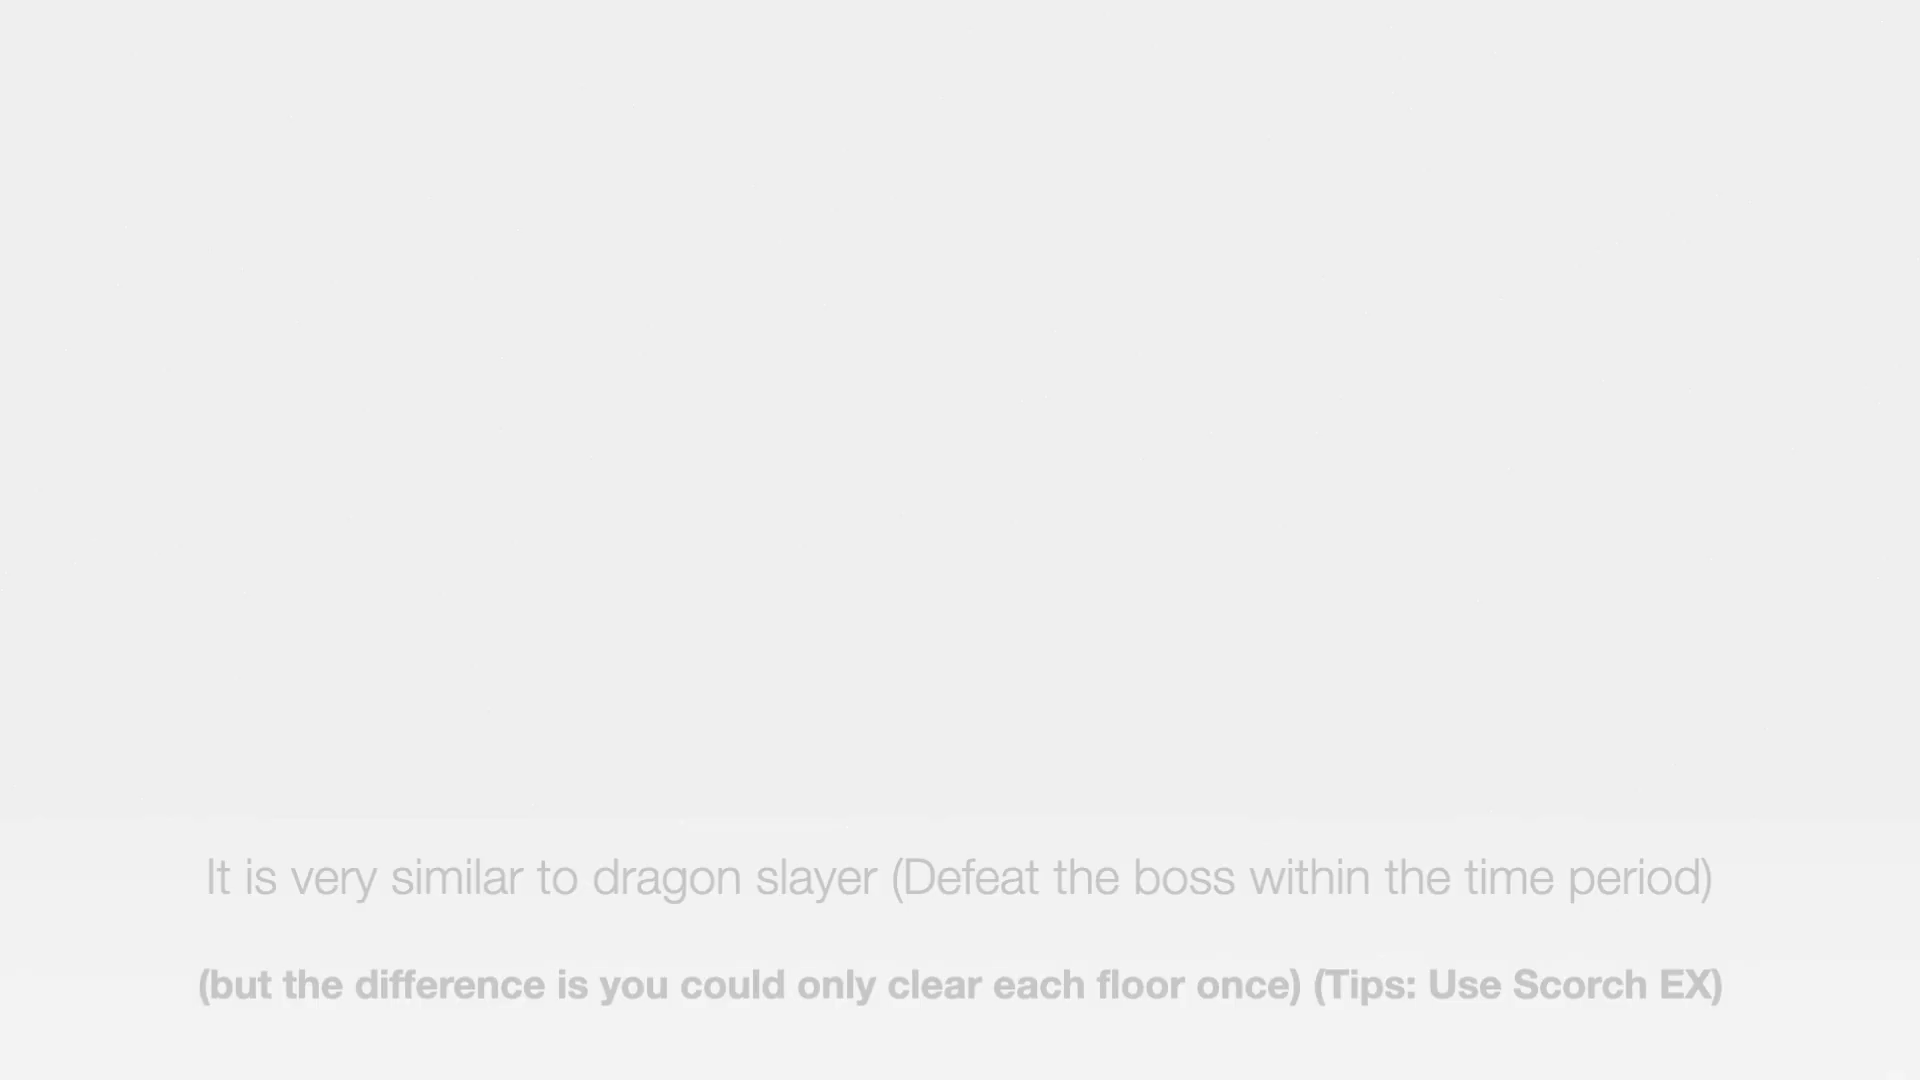 It is very similar to dragon slayer (Defeat the boss within the time period)
(but the difference is you could only clear each floor once) (Tips: Use Scorch EX)